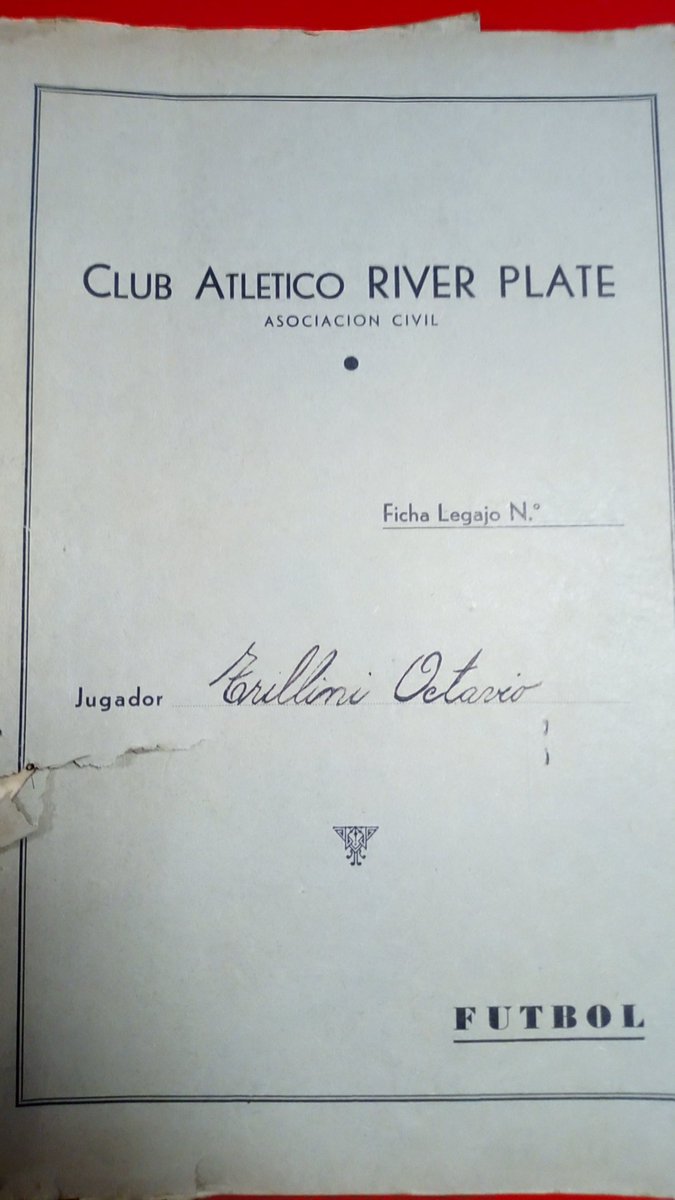 CLUB ATLETICO RIVER PLATE
ASOCIACION CIVIL
Ficha Legajo N.º
Jugador Trillini Octavio
FUTBOL